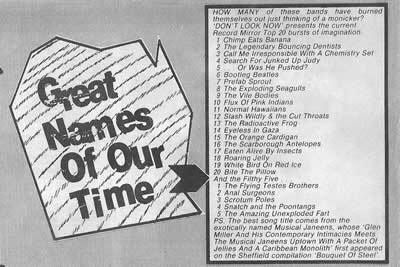 Great
Names
Of Our
Time
HOW MANY of these bands have burned
themselves out just thinking of a monicker?
'DON'T LOOK NOW' presents the current
Record Mirror Top 20 bursts of imagination.
1 Chimp Eats Banana
2 The Legendary Bouncing Dentists
3 Call Me Irresponsible With A Chemistry Set
4 Search For Junked Up Judy
5 . . . Or Was He Pushed?
6 Bootleg Beatles
7 Prefab Sprout
8 The Exploding Seagulls
9 The Vile Bodies
10 Flux Of Pink Indians
11 Normal Hawaiians
12 Slash Wildly & the Cut Throats
13 The Radioactive Frog
14 Eyeless In Gaza
15 The Orange Cardigan
16 The Scarborough Antelopes
17 Eaten Alive By Insects
18 Roaring Jelly
19 White Bird On Red Ice
20 Bite The Pillow
And the Filthy Five
1 The Flying Testes Brothers
2 Anal Surgeons
3 Scrotum Poles
4 Snatch and the Poontangs
5 The Amazing Unexploded Fart
PS. The best song title comes from the
exotically named Musical Janeens, whose 'Glen
Miller And His Contemporary Intimacies Meets
The Musical Janeens Uptown With A Packet Of
Jellies And A Caribbean Monolith' first appeared
on the Sheffield compilation 'Bouquet Of Steel'.